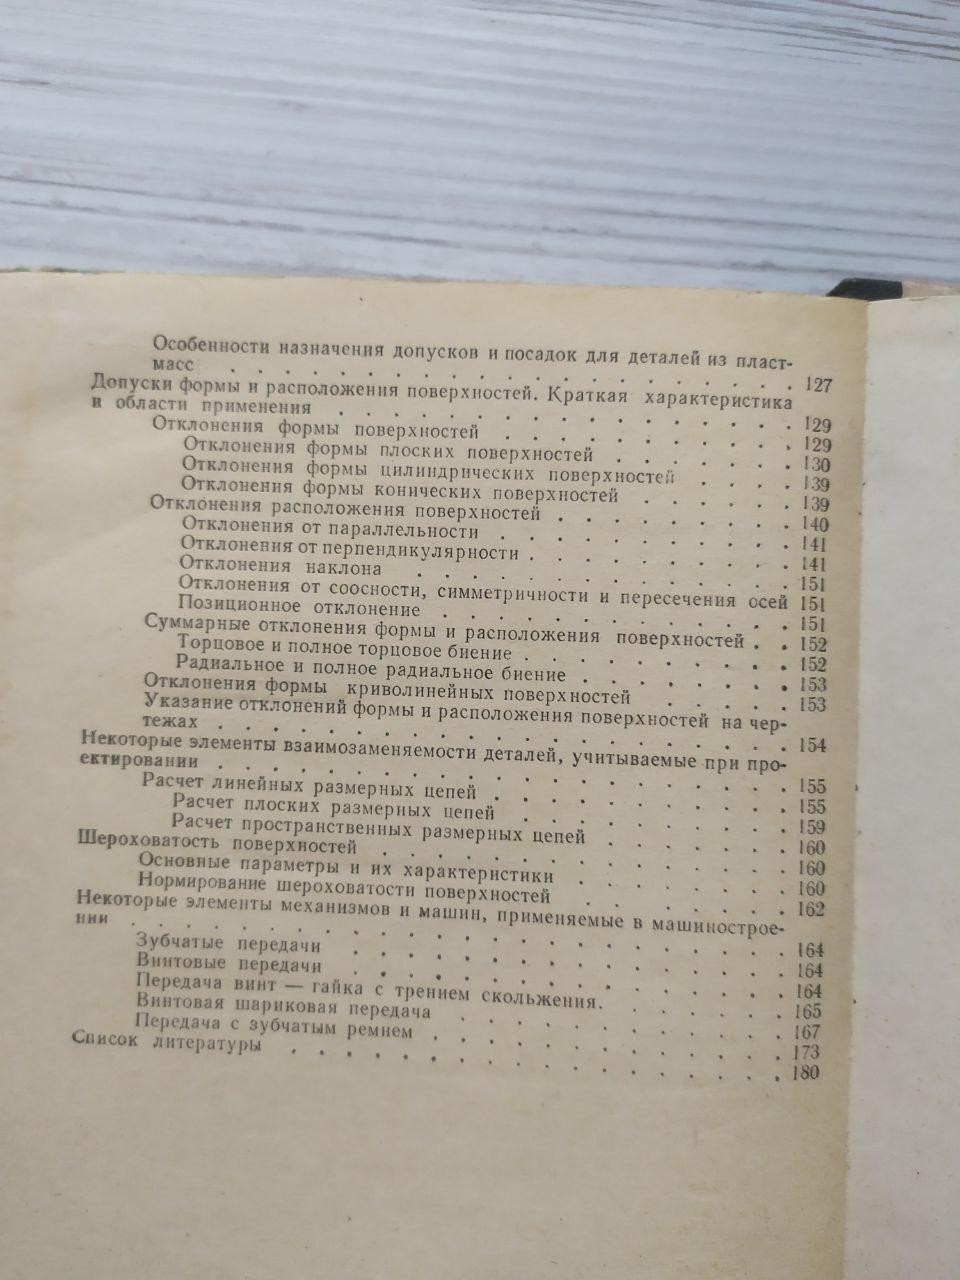 Особенности назначения допусков и посадок для деталей из пласт-
масс . . . . . . . . . . . . . . . . . . . 127
Допуски формы и расположения поверхностей. Краткая характеристика
и области применения . . . . . . . . . . . . . . . 129
Отклонения формы поверхностей . . . . . . . . . . 129
Отклонения формы плоских поверхностей . . . . . . 130
Отклонения формы цилиндрических поверхностей . . . . 139
Отклонения формы конических поверхностей . . . . . 139
Отклонения расположения поверхностей . . . . . . . . 140
Отклонения от параллельности . . . . . . . . . . 141
Отклонения от перпендикулярности . . . . . . . . . 141
Отклонения наклона . . . . . . . . . . . . . 151
Отклонения от соосности, симметричности и пересечения осей 151
Позиционное отклонение . . . . . . . . . . . . 151
Суммарные отклонения формы и расположения поверхностей . . 152
Торцовое и полное торцовое биение . . . . . . . . . 152
Радиальное и полное радиальное биение . . . . . . . 153
Отклонения формы криволинейных поверхностей . . . . . 153
Указание отклонений формы и расположения поверхностей на чер-
тежах . . . . . . . . . . . . . . . . . . . . 154
Некоторые элементы взаимозаменяемости деталей, учитываемые при про-
ектировании . . . . . . . . . . . . . . . . . . . . 155
Расчет линейных размерных цепей . . . . . . . . . . 155
Расчет плоских размерных цепей . . . . . . . . . 159
Расчет пространственных размерных цепей . . . . . . 160
Шероховатость поверхностей . . . . . . . . . . . . . . 160
Основные параметры и их характеристики . . . . . . . 160
Нормирование шероховатости поверхностей . . . . . . . 162
Некоторые элементы механизмов и машин, применяемые в машинострое-
нии . . . . . . . . . . . . . . . . . . . . . . . 164
Зубчатые передачи . . . . . . . . . . . . . . . 164
Винтовые передачи . . . . . . . . . . . . . . . 164
Передача винт — гайка с трением скольжения. . . . . . . 165
Винтовая шариковая передача . . . . . . . . . . . 167
Передача с зубчатым ремнем . . . . . . . . . . . . 173
Список литературы . . . . . . . . . . . . . . . . . 180